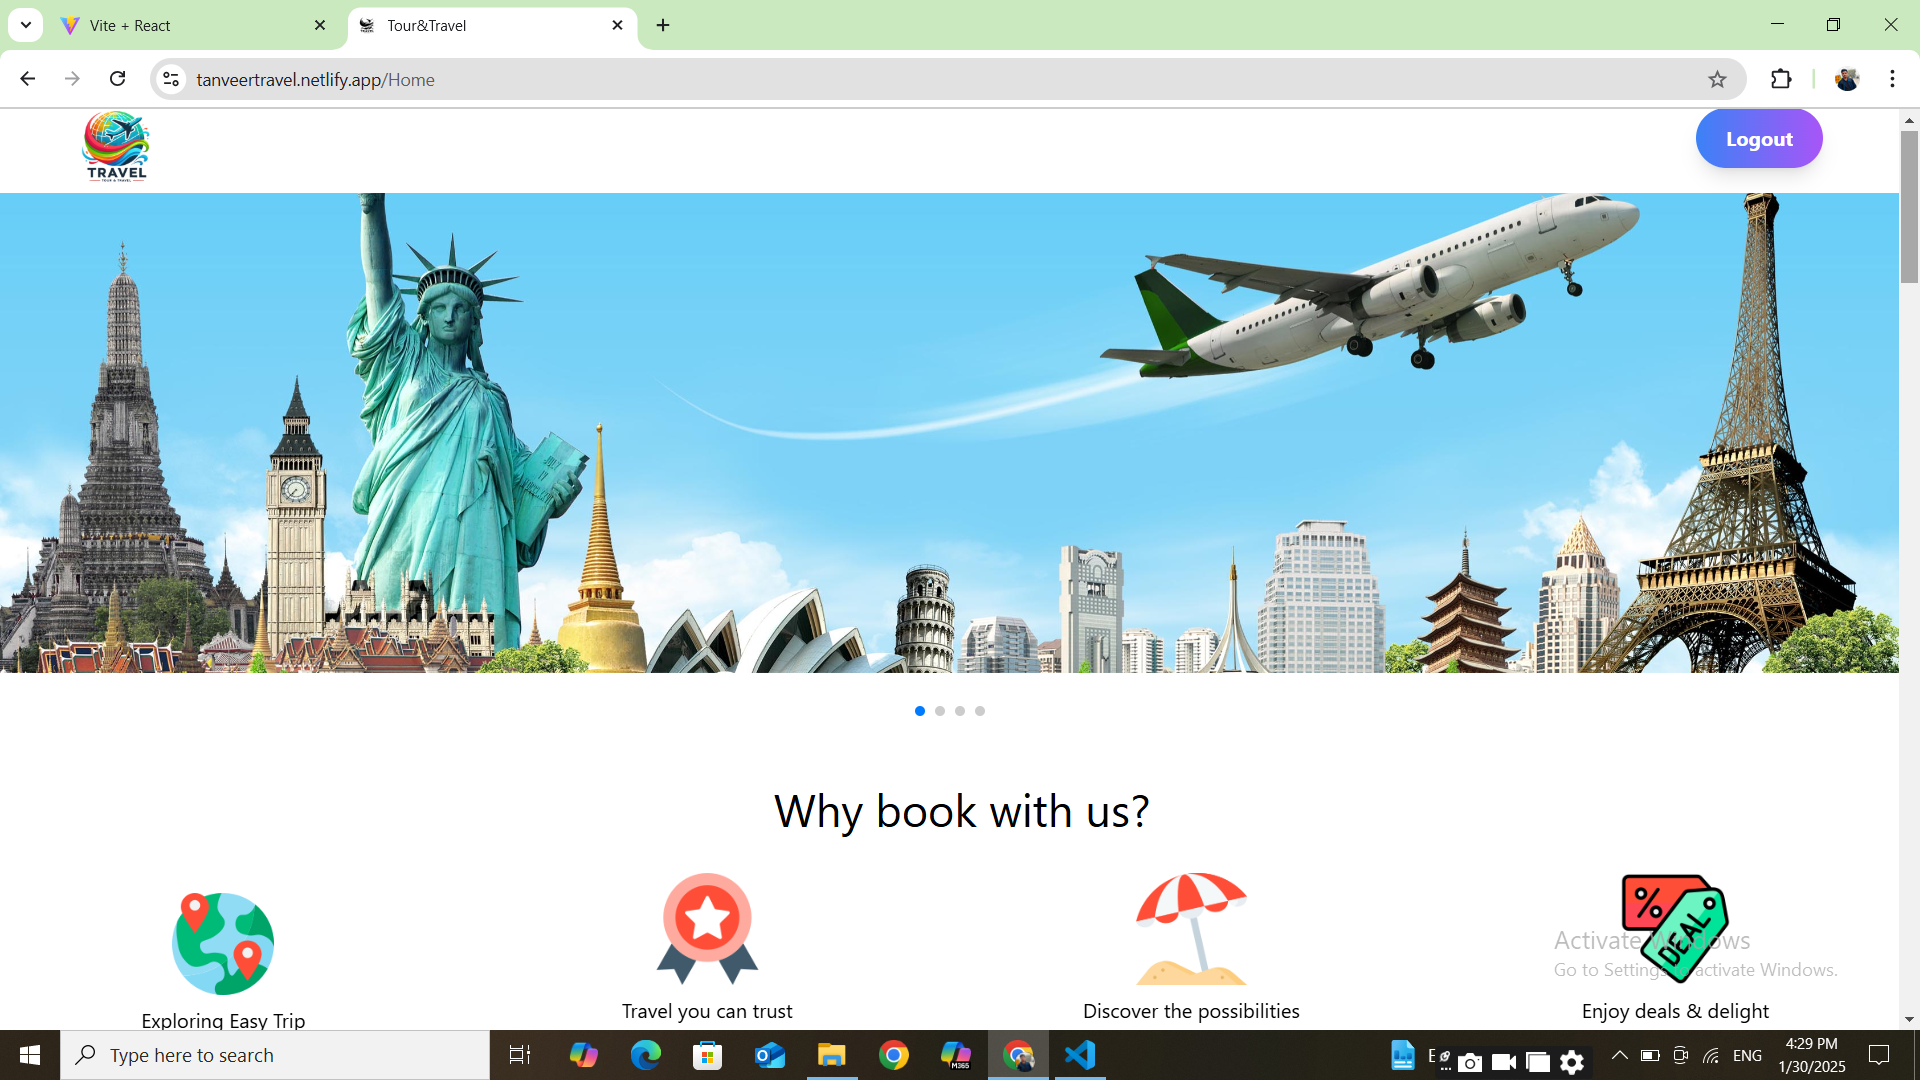 Vite + React
Tour&Travel
tanveertravel.netlify.app/Home
TRAVEL
Logout
Why book with us?
Exploring Easy Trip
Travel you can trust
Discover the possibilities
DEAL
%
Enjoy deals & delight
Activate Windows
Go to Settings to activate Windows.
Type here to search
M365
E
ENG
4:29 PM
1/30/2025